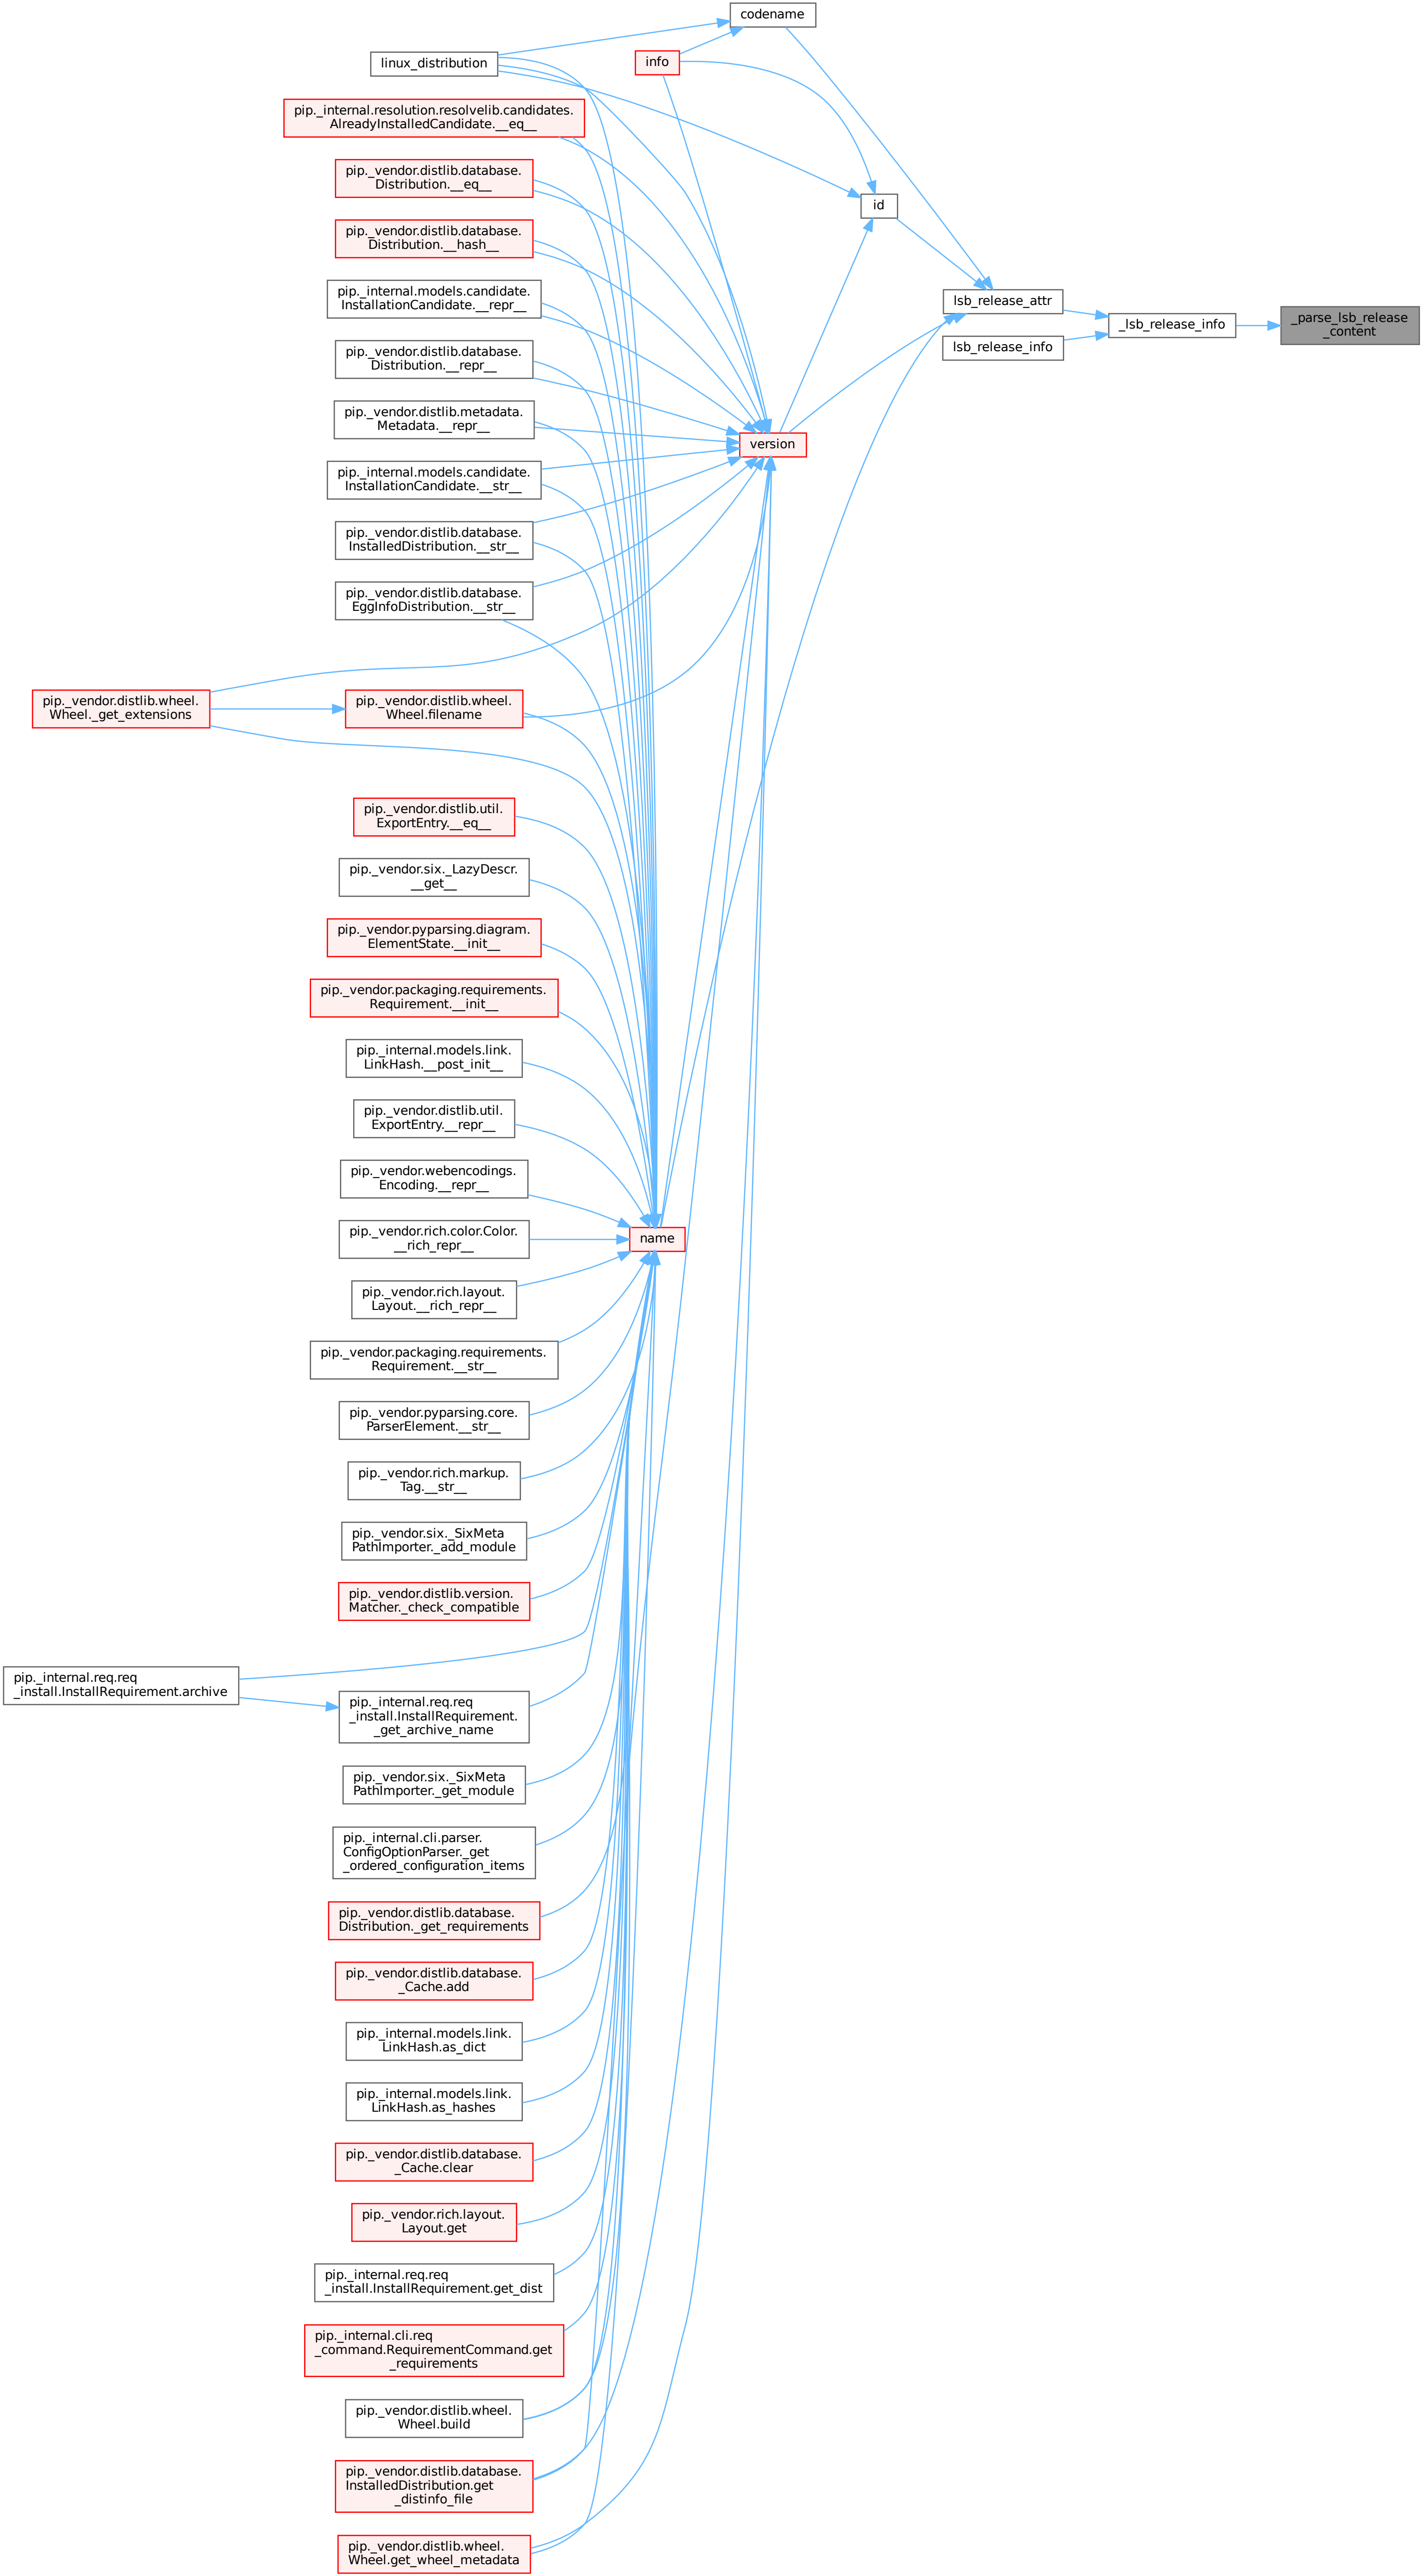 codename
linux_distribution
info
pip._internal.resolution.resolvelib.candidates.
AlreadyInstalledCandidate.__eq__
pip._vendor.distlib.database.
Distribution.__eq__
id
pip._vendor.distlib.database.
Distribution.__hash__
pip._internal.models.candidate.
InstallationCandidate.__repr__
lsb_release_attr
_lsb_release_info
_parse_lsb_release
_content
lsb_release_info
pip._vendor.distlib.database.
Distribution.__repr__
pip._vendor.distlib.metadata.
Metadata.__repr__
version
pip._internal.models.candidate.
InstallationCandidate.__str__
pip._vendor.distlib.database.
InstalledDistribution.__str__
pip._vendor.distlib.database.
EggInfoDistribution.__str__
pip._vendor.distlib.wheel.
Wheel._get_extensions
pip._vendor.distlib.wheel.
Wheel.filename
pip._vendor.distlib.util.
ExportEntry.__eq__
pip._vendor.six._LazyDescr.
__get__
pip._vendor.pyparsing.diagram.
ElementState.__init__
pip._vendor.packaging.requirements.
Requirement.__init__
pip._internal.models.link.
LinkHash.__post_init__
pip._vendor.distlib.util.
ExportEntry.__repr__
pip._vendor.webencodings.
Encoding.__repr__
pip._vendor.rich.color.Color.
__rich_repr__
name
pip._vendor.rich.layout.
Layout.__rich_repr__
pip._vendor.packaging.requirements.
Requirement.__str__
pip._vendor.pyparsing.core.
ParserElement.__str__
pip._vendor.rich.markup.
Tag.__str__
pip._vendor.six._SixMeta
PathImporter._add_module
pip._vendor.distlib.version.
Matcher._check_compatible
pip._internal.req.req
_install.InstallRequirement.archive
pip._internal.req.req
_install.InstallRequirement.
_get_archive_name
pip._vendor.six._SixMeta
PathImporter._get_module
pip._internal.cli.parser.
ConfigOptionParser._get
_ordered_configuration_items
pip._vendor.distlib.database.
Distribution._get_requirements
pip._vendor.distlib.database.
_Cache.add
pip._internal.models.link.
LinkHash.as_dict
pip._internal.models.link.
LinkHash.as_hashes
pip._vendor.distlib.database.
_Cache.clear
pip._vendor.rich.layout.
Layout.get
pip._internal.req.req
_install.InstallRequirement.get_dist
pip._internal.cli.req
_command.RequirementCommand.get
_requirements
pip._vendor.distlib.wheel.
Wheel.build
pip._vendor.distlib.database.
InstalledDistribution.get
_distinfo_file
pip._vendor.distlib.wheel.
Wheel.get_wheel_metadata